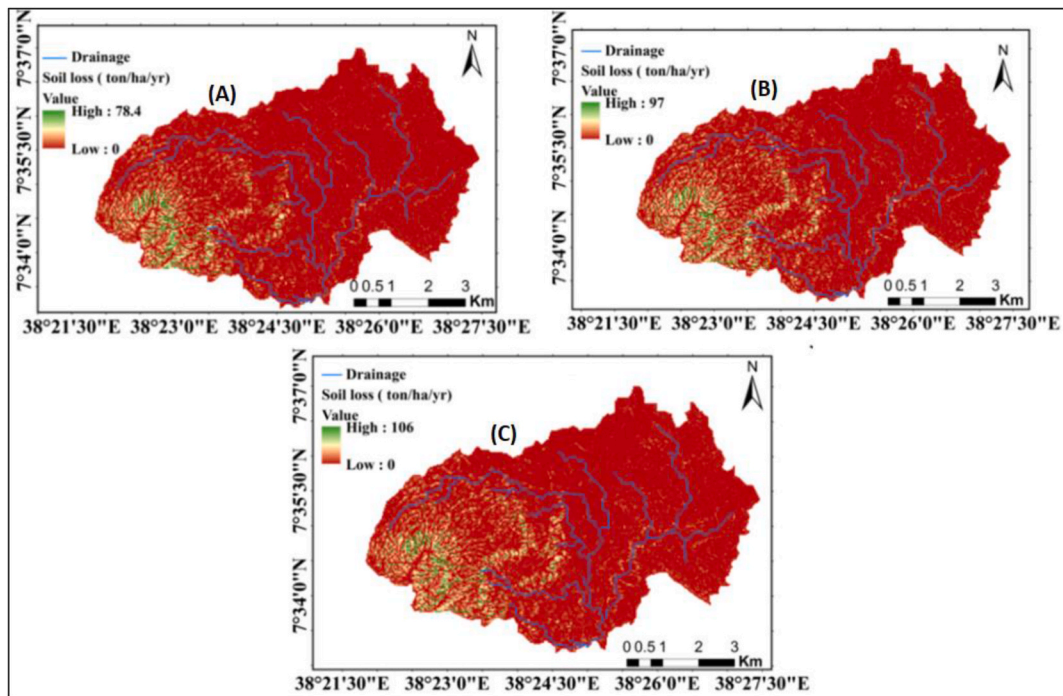 (A)
N
Drainage
Soil loss ( ton/ha/yr)
Value
High : 78.4
Low : 0
7°37'0"N
7°35'30"N
7°34'0"N
0 0.5 1 2 3
Km
38°21'30"E 38°23'0"E 38°24'30"E 38°26'0"E 38°27'30"E
(B)
N
Drainage
Soil loss ( ton/ha/yr)
Value
High : 97
Low : 0
7°37'0"N
7°35'30"N
7°34'0"N
0 0.5 1 2 3
Km
38°21'30"E 38°23'0"E 38°24'30"E 38°26'0"E 38°27'30"E
(C)
N
Drainage
Soil loss ( ton/ha/yr)
Value
High : 106
Low : 0
7°37'0"N
7°35'30"N
7°34'0"N
0 0.5 1 2 3
Km
38°21'30"E 38°23'0"E 38°24'30"E 38°26'0"E 38°27'30"E